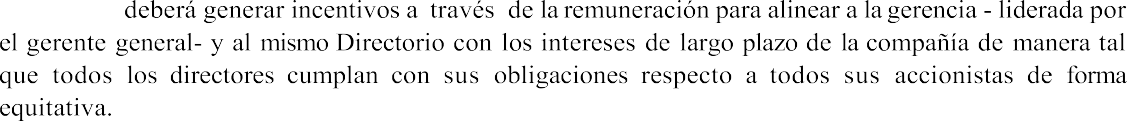 deberá generar incentivos a través de la remuneración para alinear a la gerencia - liderada por
el gerente general- y al mismo Directorio con los intereses de largo plazo de la compañía de manera tal
que todos los directores cumplan con sus obligaciones respecto a todos sus accionistas de forma
equitativa.